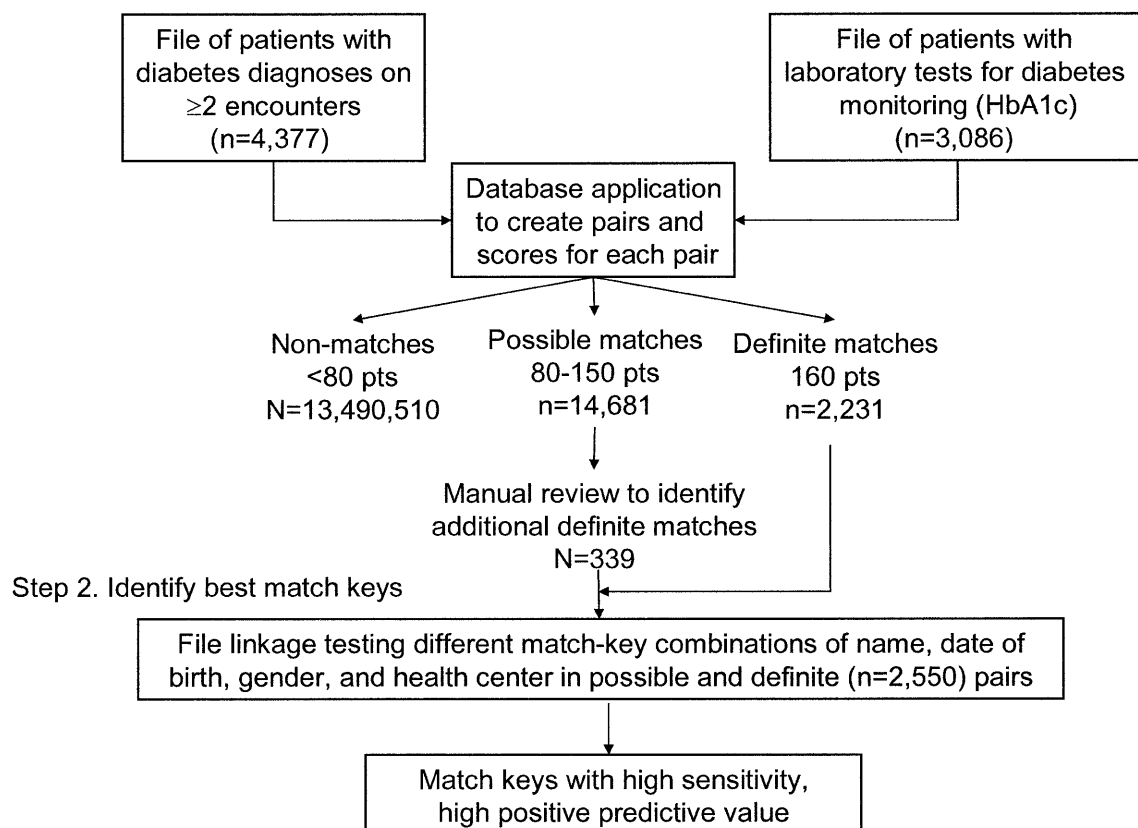 File of patients with
diabetes diagnoses on
≥2 encounters
(n=4,377)
File of patients with
laboratory tests for diabetes
monitoring (HbA1c)
(n=3,086)
Database application
to create pairs and
scores for each pair
Non-matches
<80 pts
N=13,490,510
Possible matches
80-150 pts
n=14,681
Definite matches
160 pts
n=2,231
Manual review to identify
additional definite matches
N=339
Step 2. Identify best match keys
File linkage testing different match-key combinations of name, date of
birth, gender, and health center in possible and definite (n=2,550) pairs
Match keys with high sensitivity,
high positive predictive value